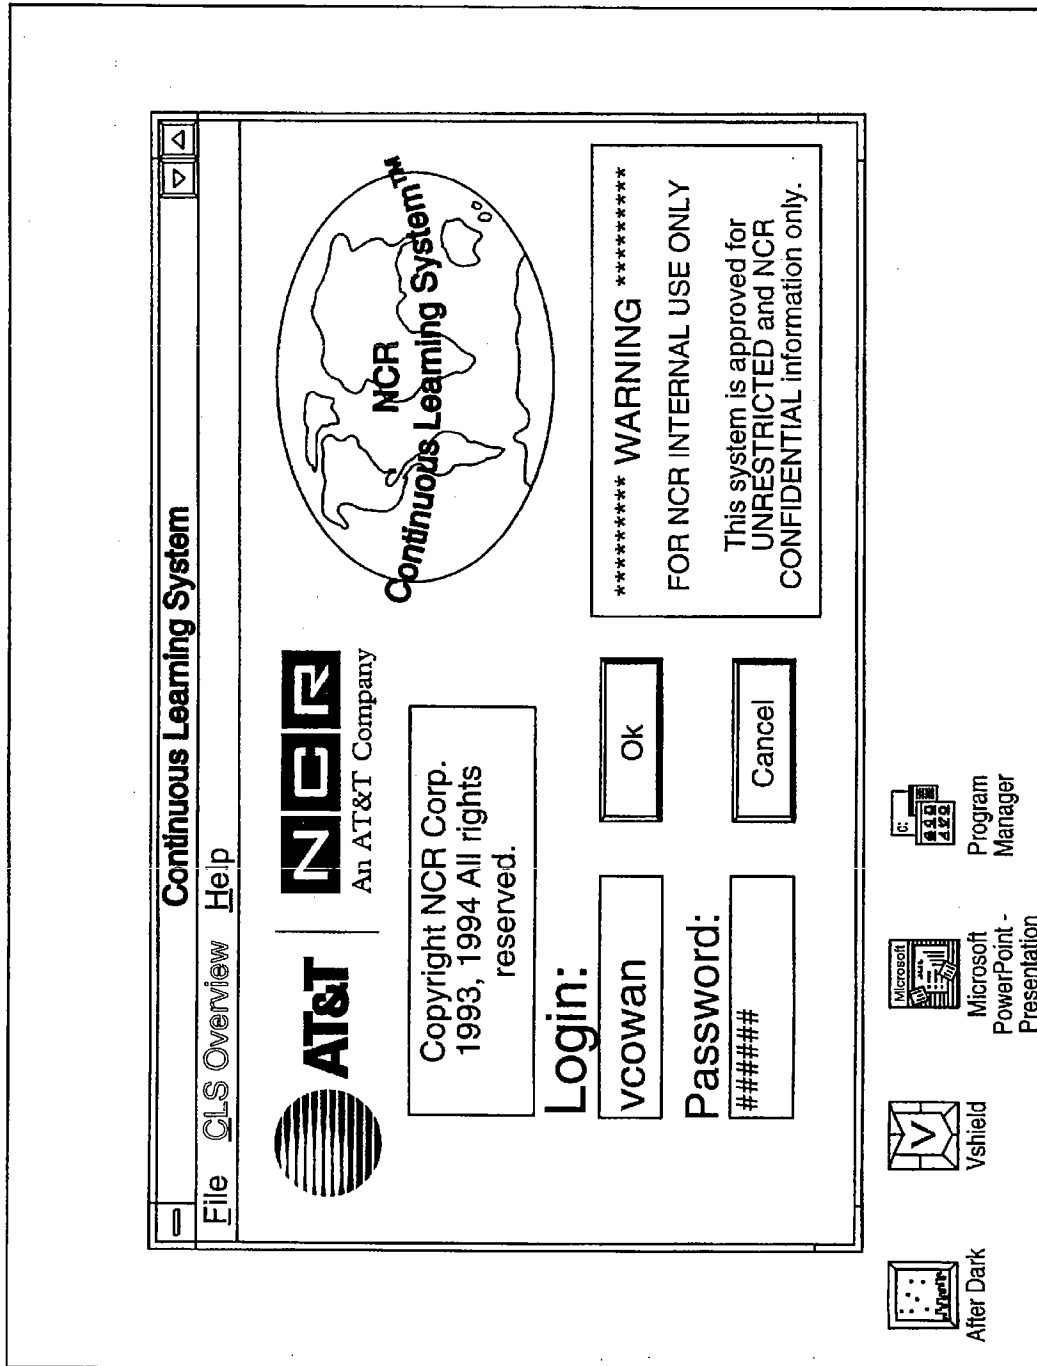 Continuous Learning System
File CLS Overview Help
AT&T
NCR
An AT&T Company
NCR
Continuous Learning System™
Copyright NCR Corp.
1993, 1994 All rights
reserved.
Login:
vcowan
Ok
Password:
######
Cancel
********* WARNING *********
FOR NCR INTERNAL USE ONLY
This system is approved for
UNRESTRICTED and NCR
CONFIDENTIAL information only.
After Dark
V
Vshield
Microsoft
Microsoft
PowerPoint -
Presentation
c:
Program
Manager